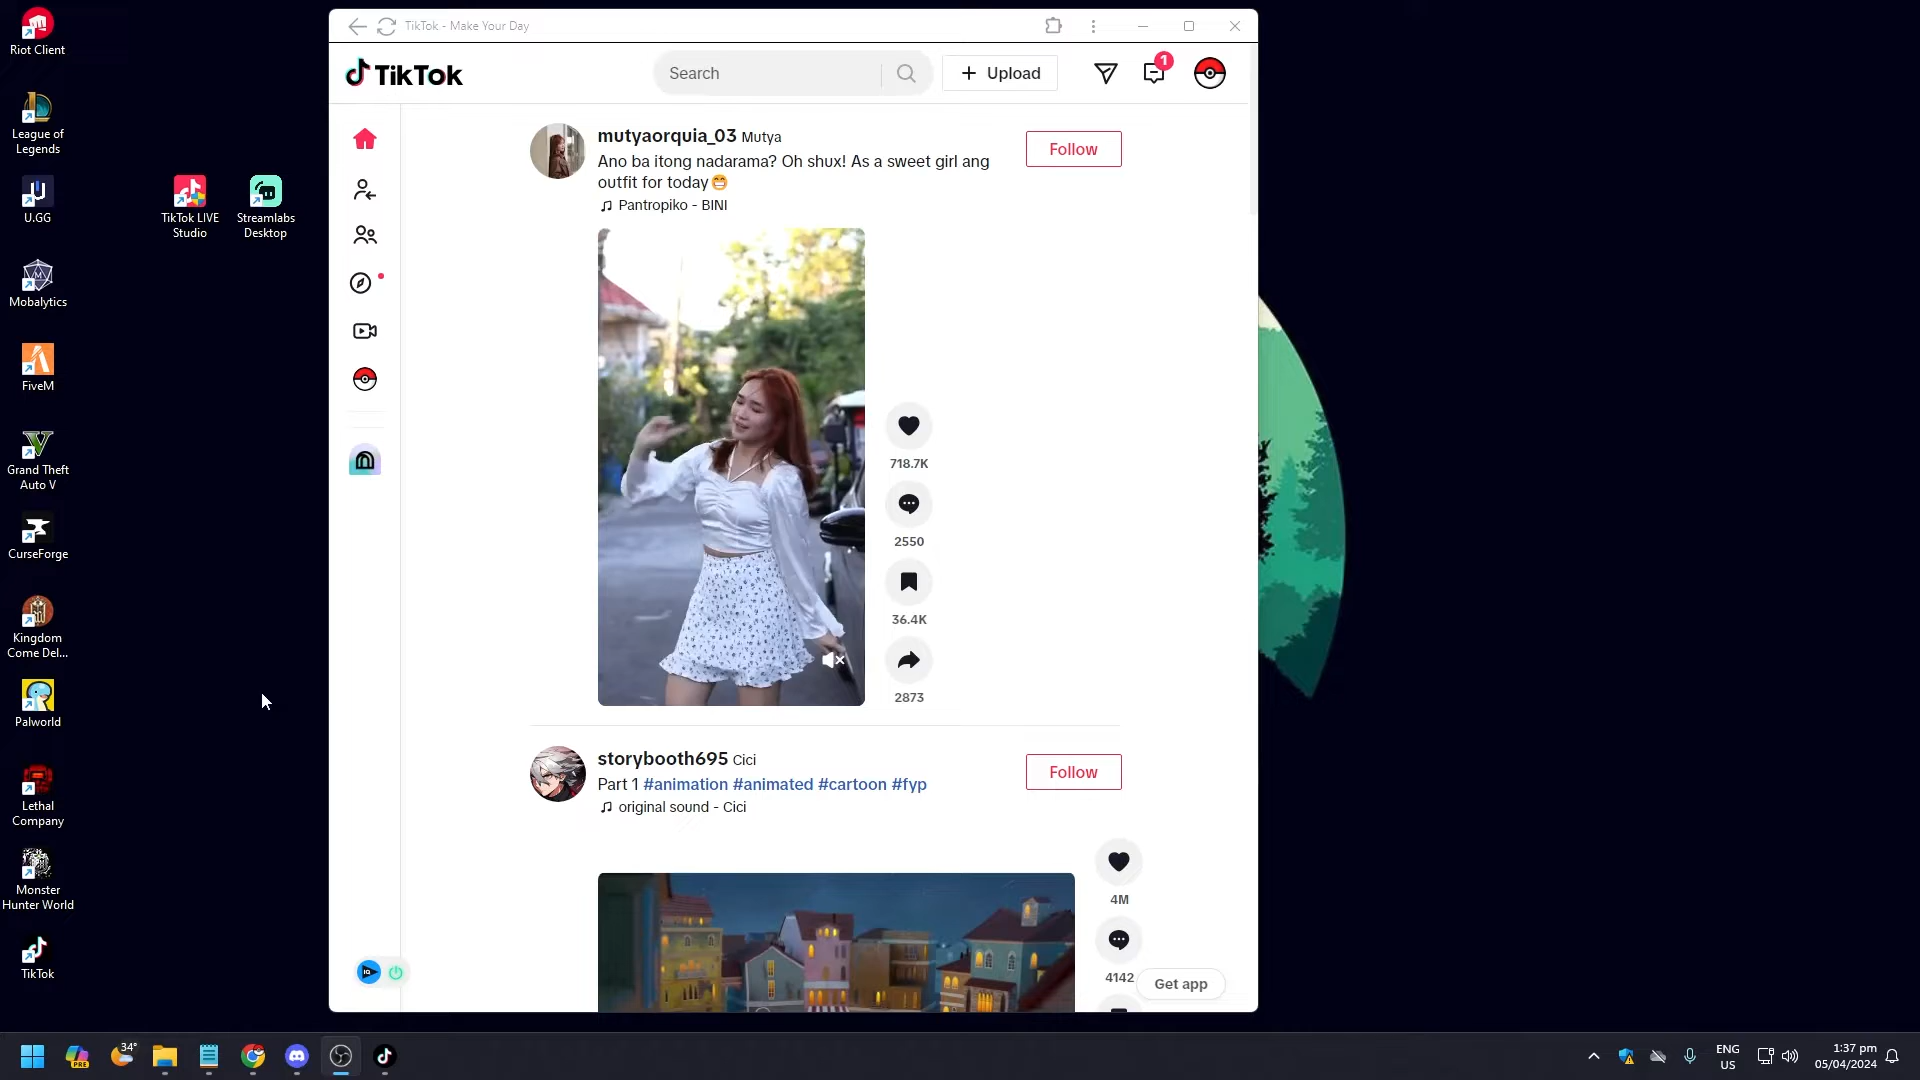 TikTok - Make Your Day
TikTok
Search
Upload
1
mutyaorquia_03 Mutya
Follow
Ano ba itong nadarama? Oh shux! As a sweet girl ang
outfit for today😁
Pantropiko - BINI
718.7K
2550
36.4K
2873
storybooth695 Cici
Follow
Part 1 #animation #animated #cartoon #fyp
original sound - Cici
4M
4142
Get app
Riot Client
League of
Legends
U.GG
TikTok LIVE
Studio
Streamlabs
Desktop
Mobalytics
FiveM
Grand Theft
Auto V
CurseForge
Kingdom
Come Del...
Palworld
Lethal
Company
Monster
Hunter World
TikTok
PRE
34°
ENG
US
1:37 pm
05/04/2024